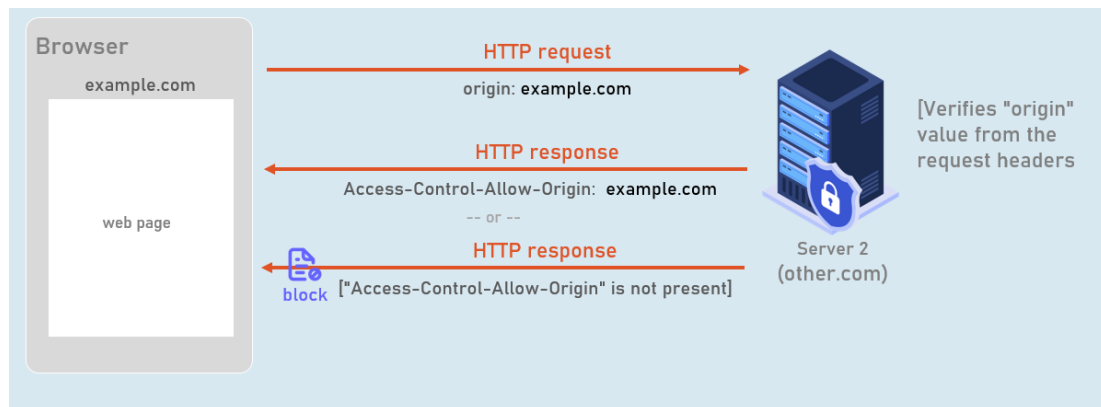 Browser
example.com
web page
HTTP request
origin: example.com
HTTP response
Access-Control-Allow-Origin: example.com
-- or --
HTTP response
block
["Access-Control-Allow-Origin" is not present]
Server 2
(other.com)
[Verifies "origin"
value from the
request headers